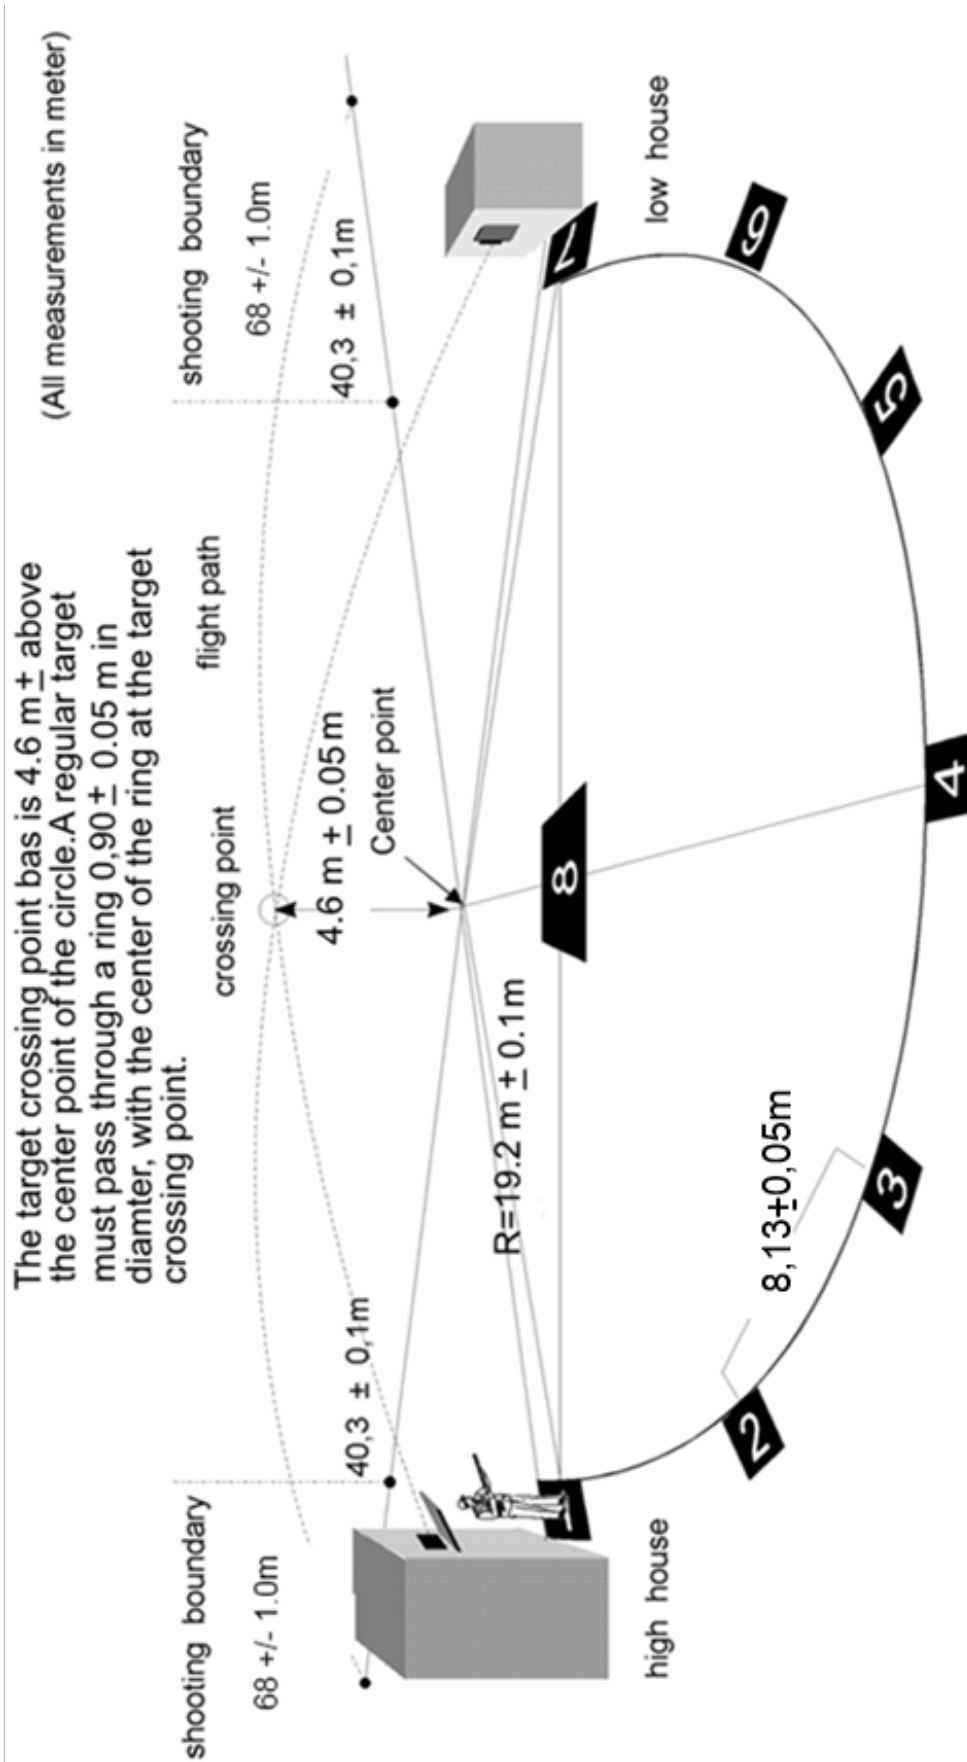 The target crossing point bas is 4.6 m ± above
the center point of the circle.A regular target
must pass through a ring 0,90 ± 0.05 m in
diamter, with the center of the ring at the target
crossing point.
(All measurements in meter)
shooting boundary
68 +/- 1.0m
40,3 ± 0,1m
crossing point
flight path
shooting boundary
68 +/- 1.0m
40,3 ± 0,1m
4.6 m ± 0.05m
Center point
R=19.2 m ± 0.1m
high house
low house
8,13±0,05m
1
2
3
4
5
6
7
8